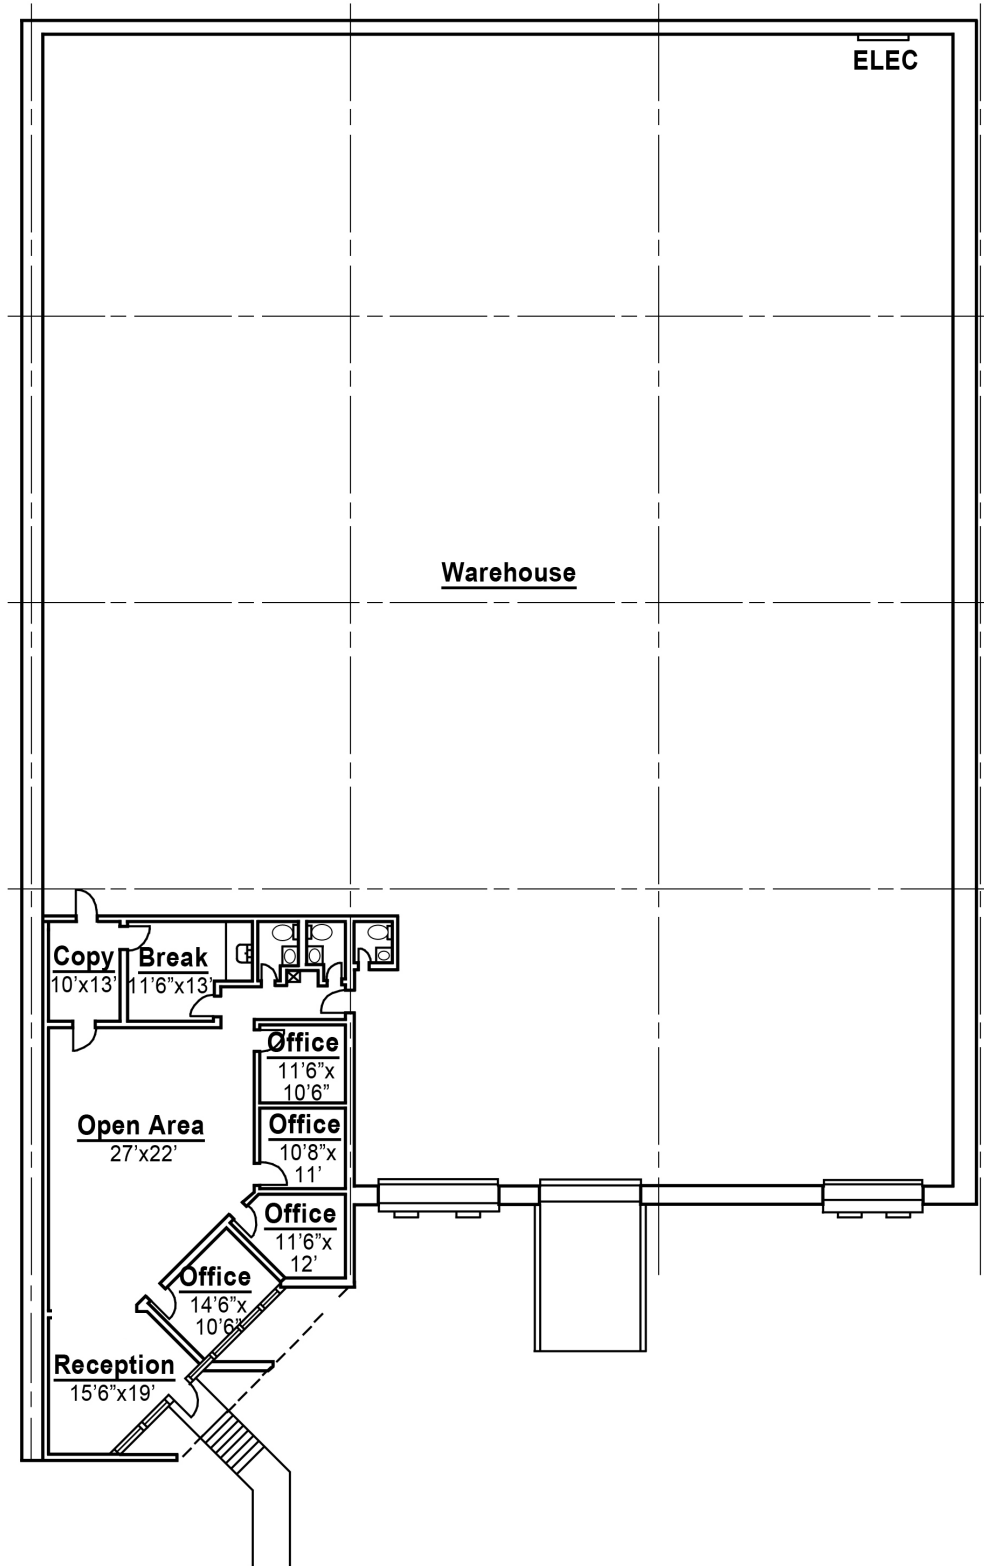 ELEC
Warehouse
Copy
10’x13’
Break
11’6”x13’
Office
11’6”x
10’6”
Open Area
27’x22’
Office
10’8”x
11’
Office
11’6”x
12’
Office
14’6”x
10’6”
Reception
15’6”x19’